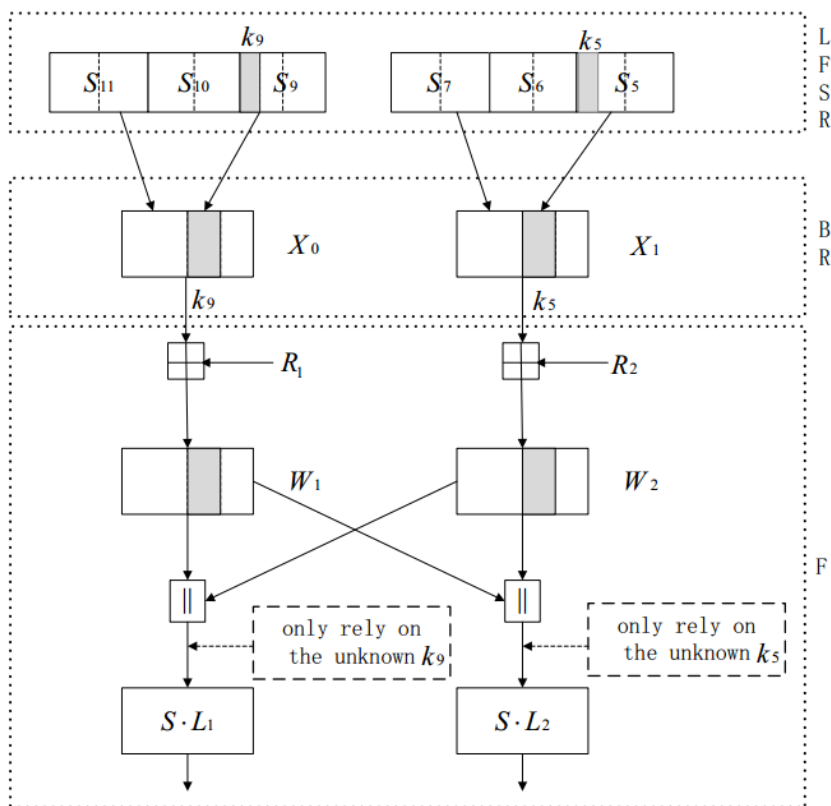 k9 k5
S11 S10 S9 S7 S6 S5
L
F
S
R
X0 X1
B
R
k9 k5
R1 R2
W1 W2
F
|| ||
only rely on
the unknown k9
only rely on
the unknown k5
S·L1 S·L2